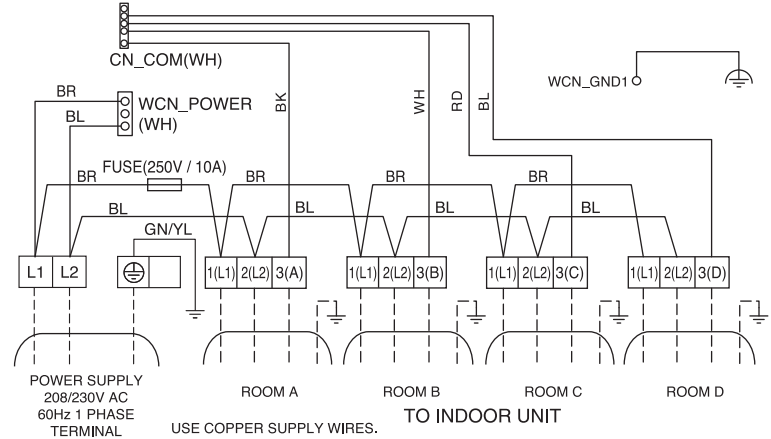 CN_COM(WH)
BR
WCN_POWER
(WH)
BL
BK
WH
RD
BL
WCN_GND1
FUSE(250V / 10A)
BR
BR
BR
BR
BL
BL
BL
BL
GN/YL
L1
L2
1(L1)
2(L2)
3(A)
1(L1)
2(L2)
3(B)
1(L1)
2(L2)
3(C)
1(L1)
2(L2)
3(D)
POWER SUPPLY
208/230V AC
60Hz 1 PHASE
TERMINAL
ROOM A
ROOM B
ROOM C
ROOM D
USE COPPER SUPPLY WIRES.
TO INDOOR UNIT